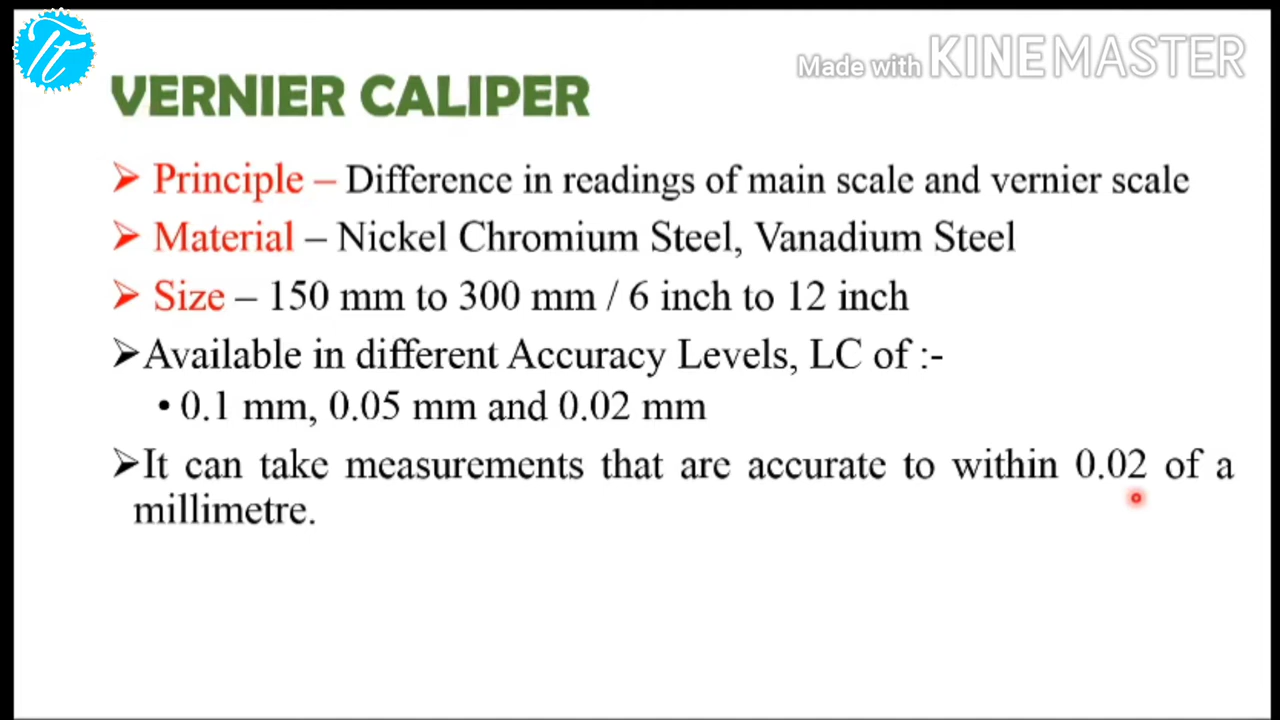 Tt
Made with KINEMASTER
VERNIER CALIPER
➢ Principle – Difference in readings of main scale and vernier scale
➢ Material – Nickel Chromium Steel, Vanadium Steel
➢ Size – 150 mm to 300 mm / 6 inch to 12 inch
➢Available in different Accuracy Levels, LC of :-
• 0.1 mm, 0.05 mm and 0.02 mm
➢It can take measurements that are accurate to within 0.02 of a
millimetre.